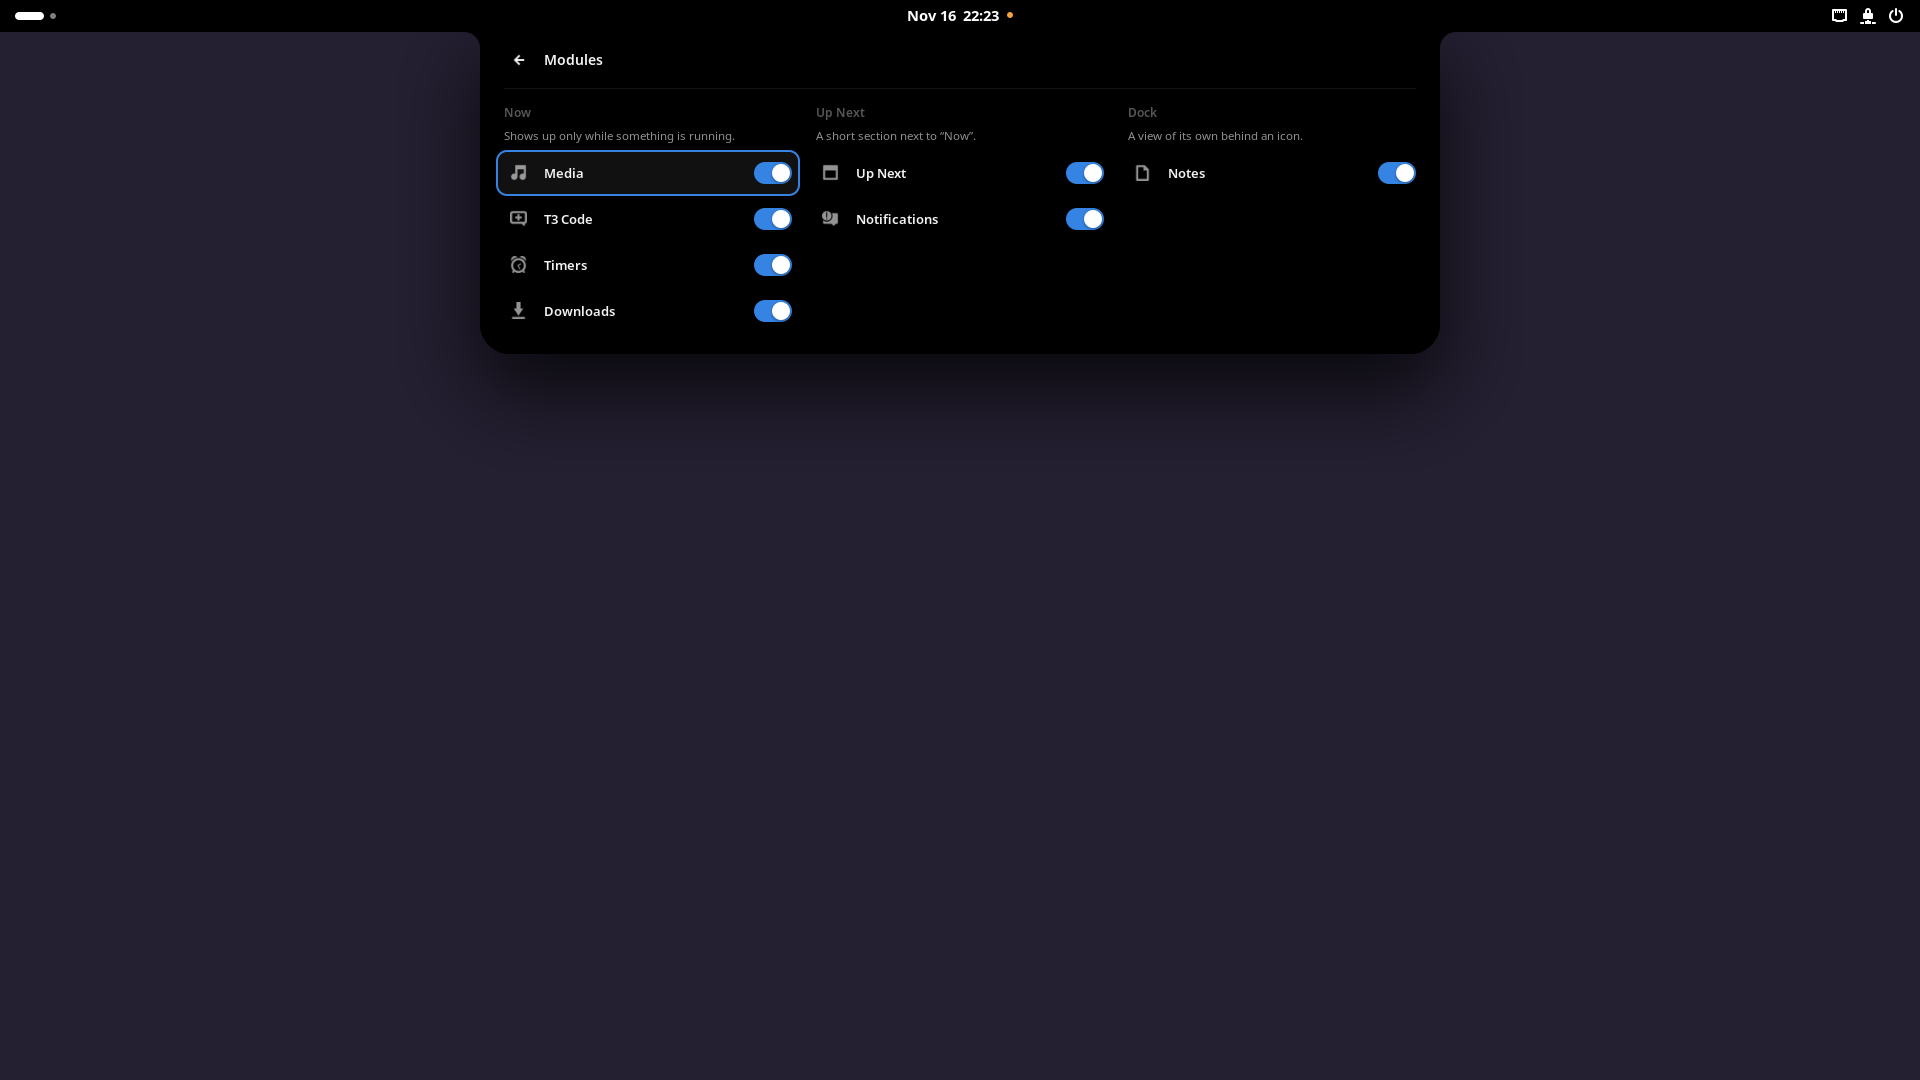 Nov 16 22:23
Modules
Now
Shows up only while something is running.
Media
T3 Code
Timers
Downloads
Up Next
A short section next to “Now”.
Up Next
Notifications
Dock
A view of its own behind an icon.
Notes